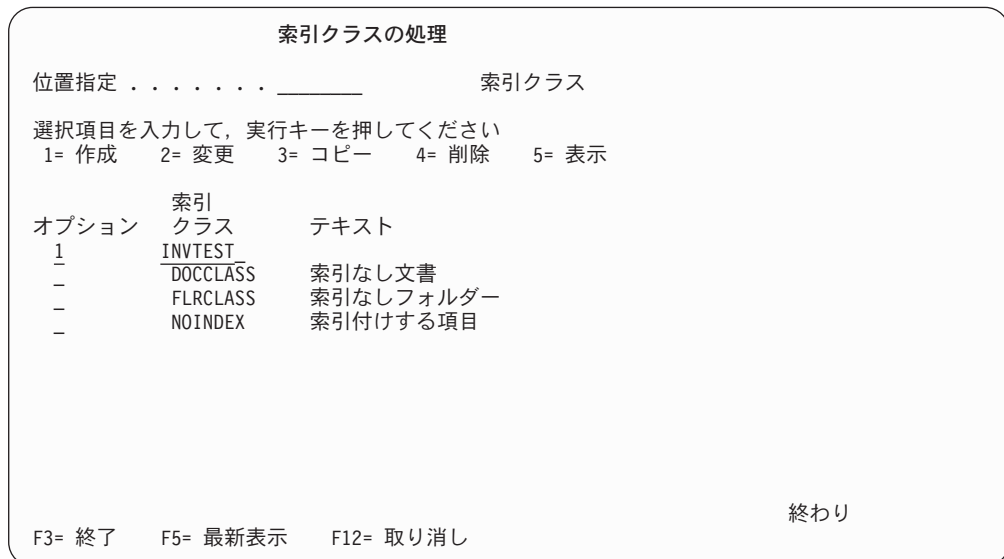 索引クラスの処理
位置指定 . . . . . . . ________ 索引クラス
選択項目を入力して, 実行キーを押してください
1= 作成 2= 変更 3= コピー 4= 削除 5= 表示
索引
オプション クラス テキスト
1 INVTEST_
_ DOCCLASS 索引なし文書
_ FLRCLASS 索引なしフォルダー
_ NOINDEX 索引付けする項目
終わり
F3= 終了 F5= 最新表示 F12= 取り消し